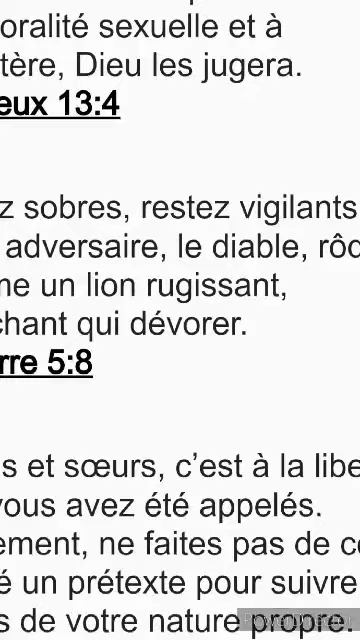 oralité sexuelle et à
tère, Dieu les jugera.
eux 13:4
z sobres, restez vigilants
adversaire, le diable, rôd
me un lion rugissant,
chant qui dévorer.
rre 5:8
s et sœurs, c’est à la libe
vous avez été appelés.
ement, ne faites pas de ce
é un prétexte pour suivre
s de votre nature propre.